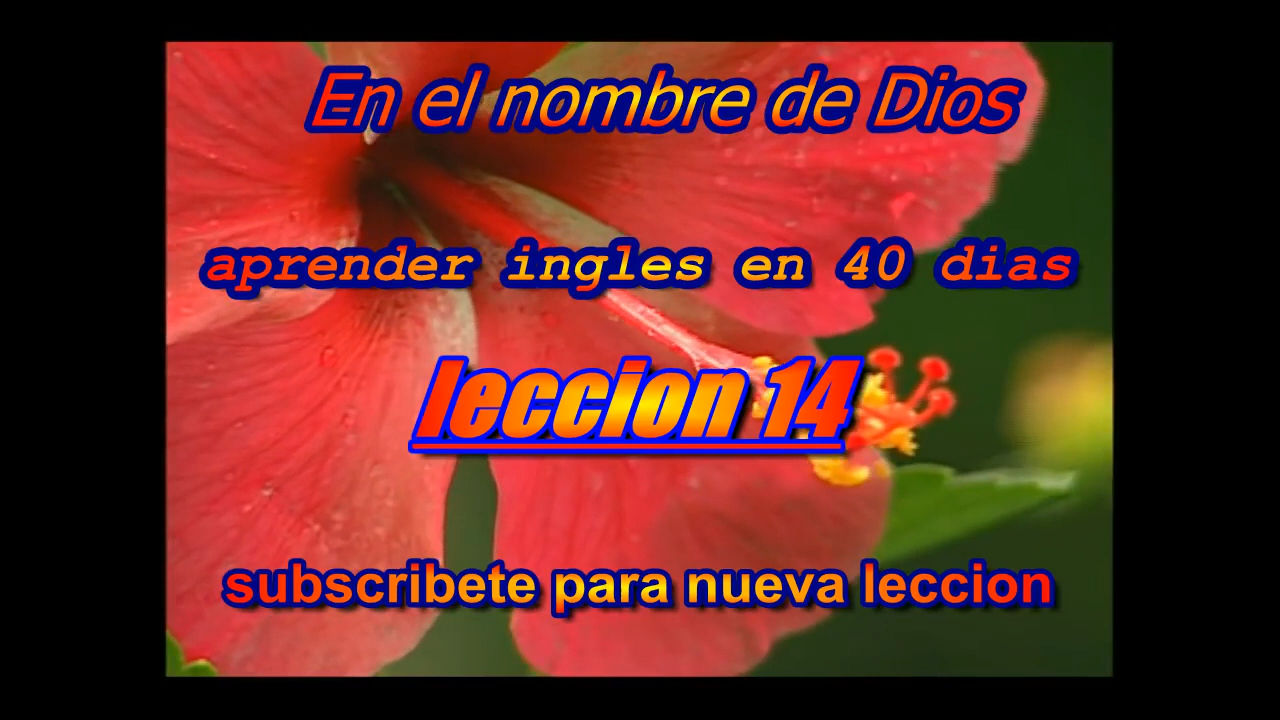 En el nombre de Dios
aprender ingles en 40 dias
leccion 14
subscribete para nueva leccion